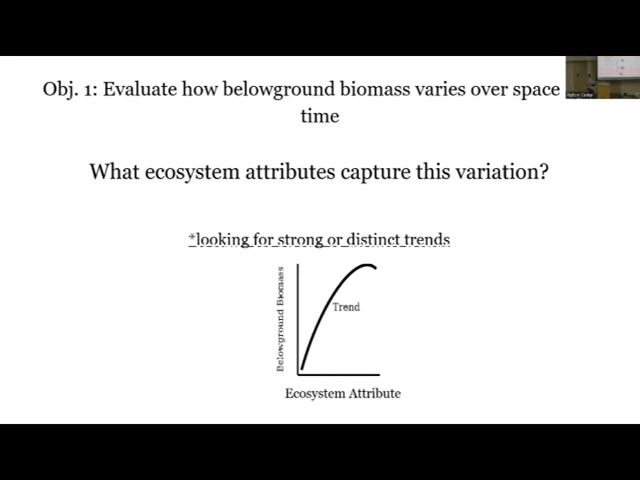 Obj. 1: Evaluate how belowground biomass varies over space
time
What ecosystem attributes capture this variation?
*looking for strong or distinct trends
Belowground Biomass
Trend
Ecosystem Attribute